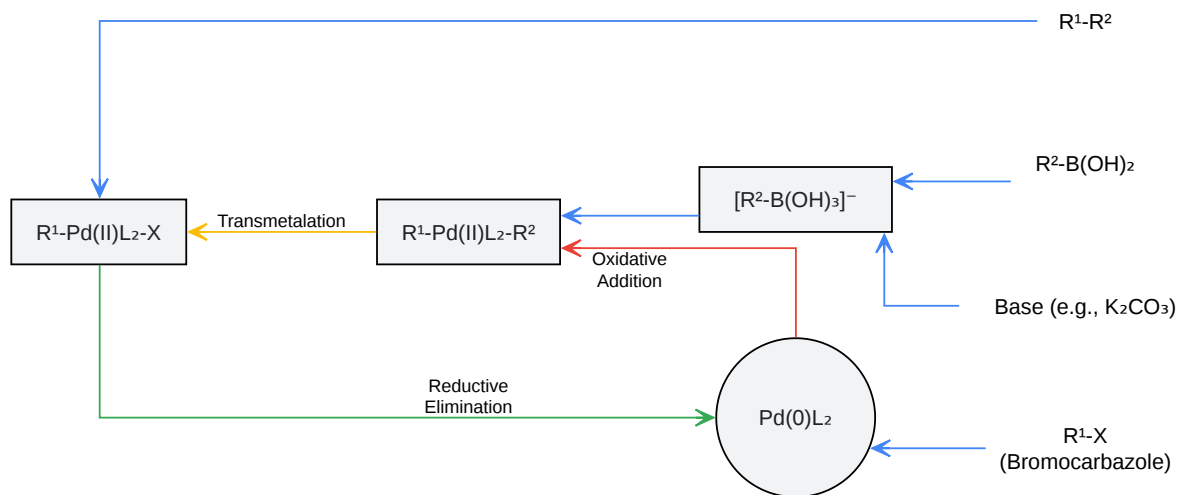 R¹-R²
R²-B(OH)₂
[R²-B(OH)₃]⁻
R¹-Pd(II)L₂-X
Transmetalation
R¹-Pd(II)L₂-R²
Oxidative
Addition
Base (e.g., K₂CO₃)
Reductive
Elimination
Pd(0)L₂
R¹-X
(Bromocarbazole)